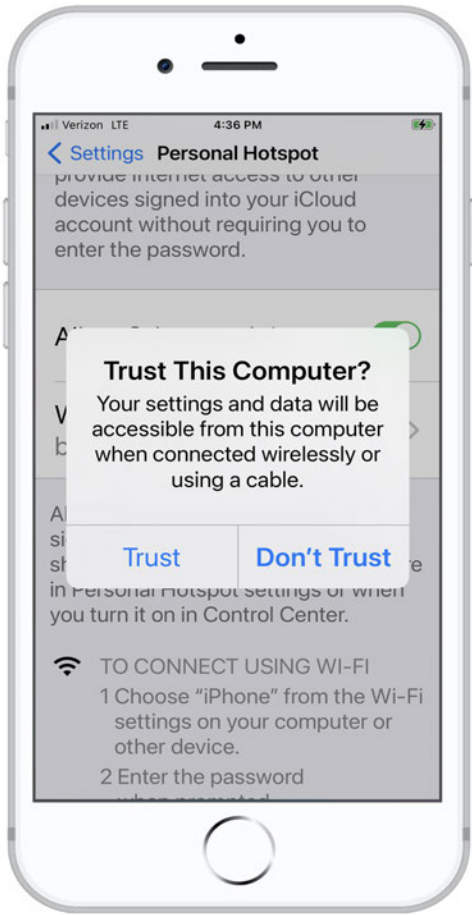 Verizon LTE 4:36 PM
Settings Personal Hotspot
provide internet access to other
devices signed into your iCloud
account without requiring you to
enter the password.
Trust This Computer?
Your settings and data will be
accessible from this computer
when connected wirelessly or
using a cable.
Trust Don't Trust
in Personal Hotspot settings or when
you turn it on in Control Center.
TO CONNECT USING WI-FI
1 Choose “iPhone” from the Wi-Fi
settings on your computer or
other device.
2 Enter the password
when prompted